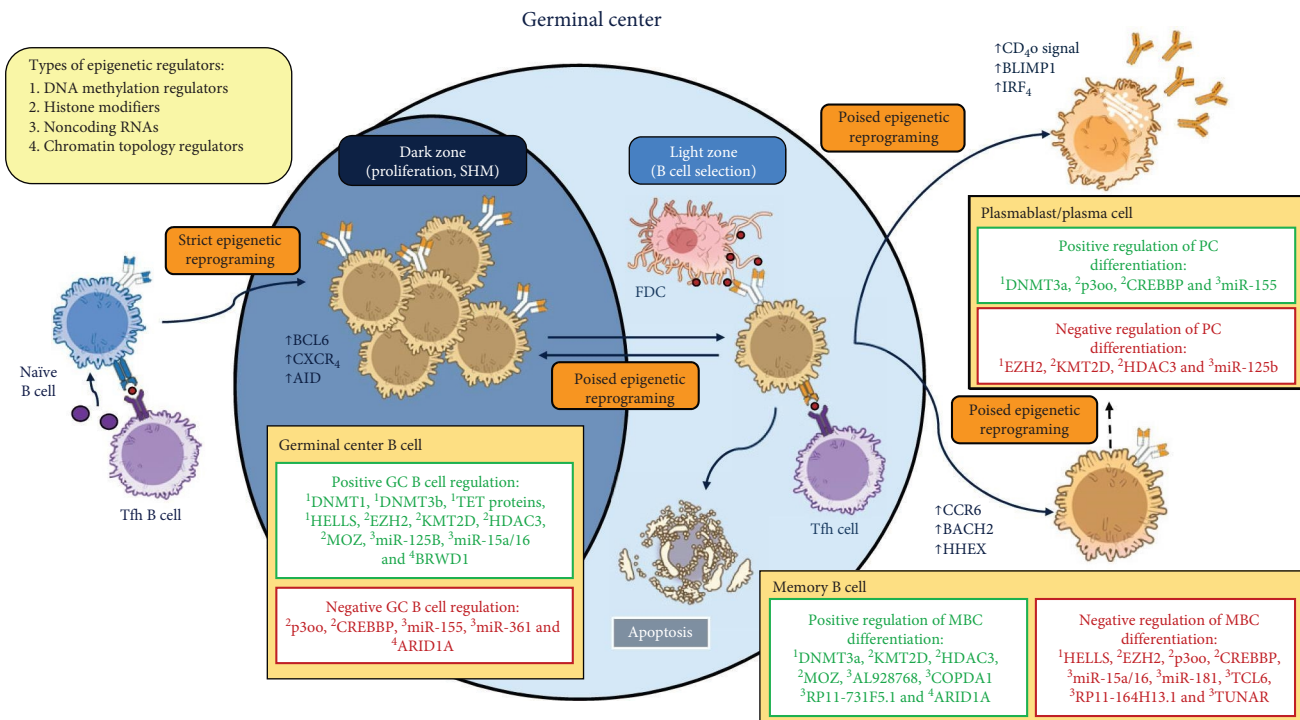 Germinal center
Types of epigenetic regulators:
1. DNA methylation regulators
2. Histone modifiers
3. Noncoding RNAs
4. Chromatin topology regulators
Strict epigenetic
reprograming
Naïve
B cell
Tfh B cell
Dark zone
(proliferation, SHM)
↑BCL6
↑CXCR₄
↑AID
Light zone
(B cell selection)
FDC
Poised epigenetic
reprograming
Tfh cell
Apoptosis
Germinal center B cell
Positive GC B cell regulation:
¹DNMT1, ¹DNMT3b, ¹TET proteins,
¹HELLS, ²EZH2, ²KMT2D, ²HDAC3,
²MOZ, ³miR-125B, ³miR-15a/16
and ⁴BRWD1
Negative GC B cell regulation:
²p3oo, ²CREBBP, ³miR-155, ³miR-361 and
⁴ARID1A
Poised epigenetic
reprograming
↑CD₄o signal
↑BLIMP1
↑IRF₄
Plasmablast/plasma cell
Positive regulation of PC
differentiation:
¹DNMT3a, ²p3oo, ²CREBBP and ³miR-155
Negative regulation of PC
differentiation:
¹EZH2, ²KMT2D, ²HDAC3 and ³miR-125b
Poised epigenetic
reprograming
↑CCR6
↑BACH2
↑HHEX
Memory B cell
Positive regulation of MBC
differentiation:
¹DNMT3a, ²KMT2D, ²HDAC3,
²MOZ, ³AL928768, ³COPDA1
³RP11-731F5.1 and ⁴ARID1A
Negative regulation of MBC
differentiation:
¹HELLS, ²EZH2, ²p3oo, ²CREBBP,
³miR-15a/16, ³miR-181, ³TCL6,
³RP11-164H13.1 and ³TUNAR